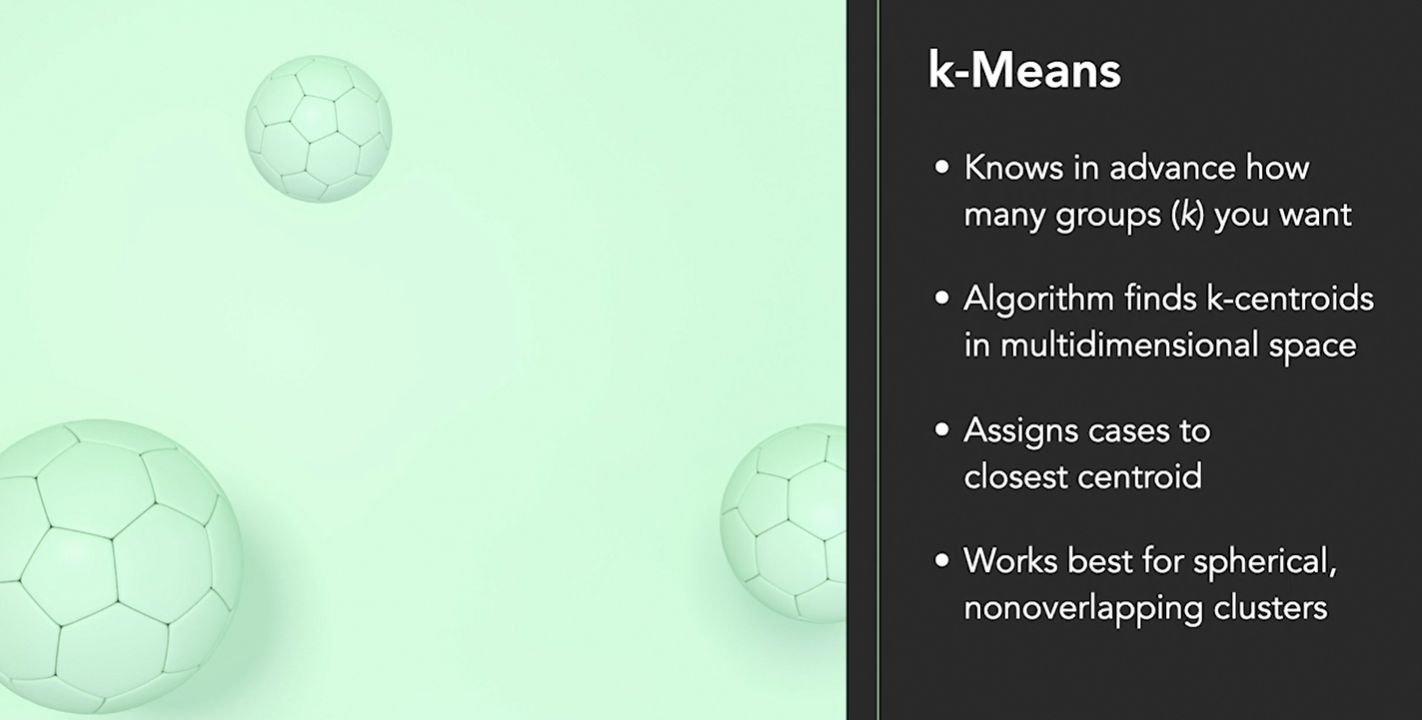 k-Means
• Knows in advance how
many groups (k) you want
• Algorithm finds k-centroids
in multidimensional space
• Assigns cases to
closest centroid
• Works best for spherical,
nonoverlapping clusters